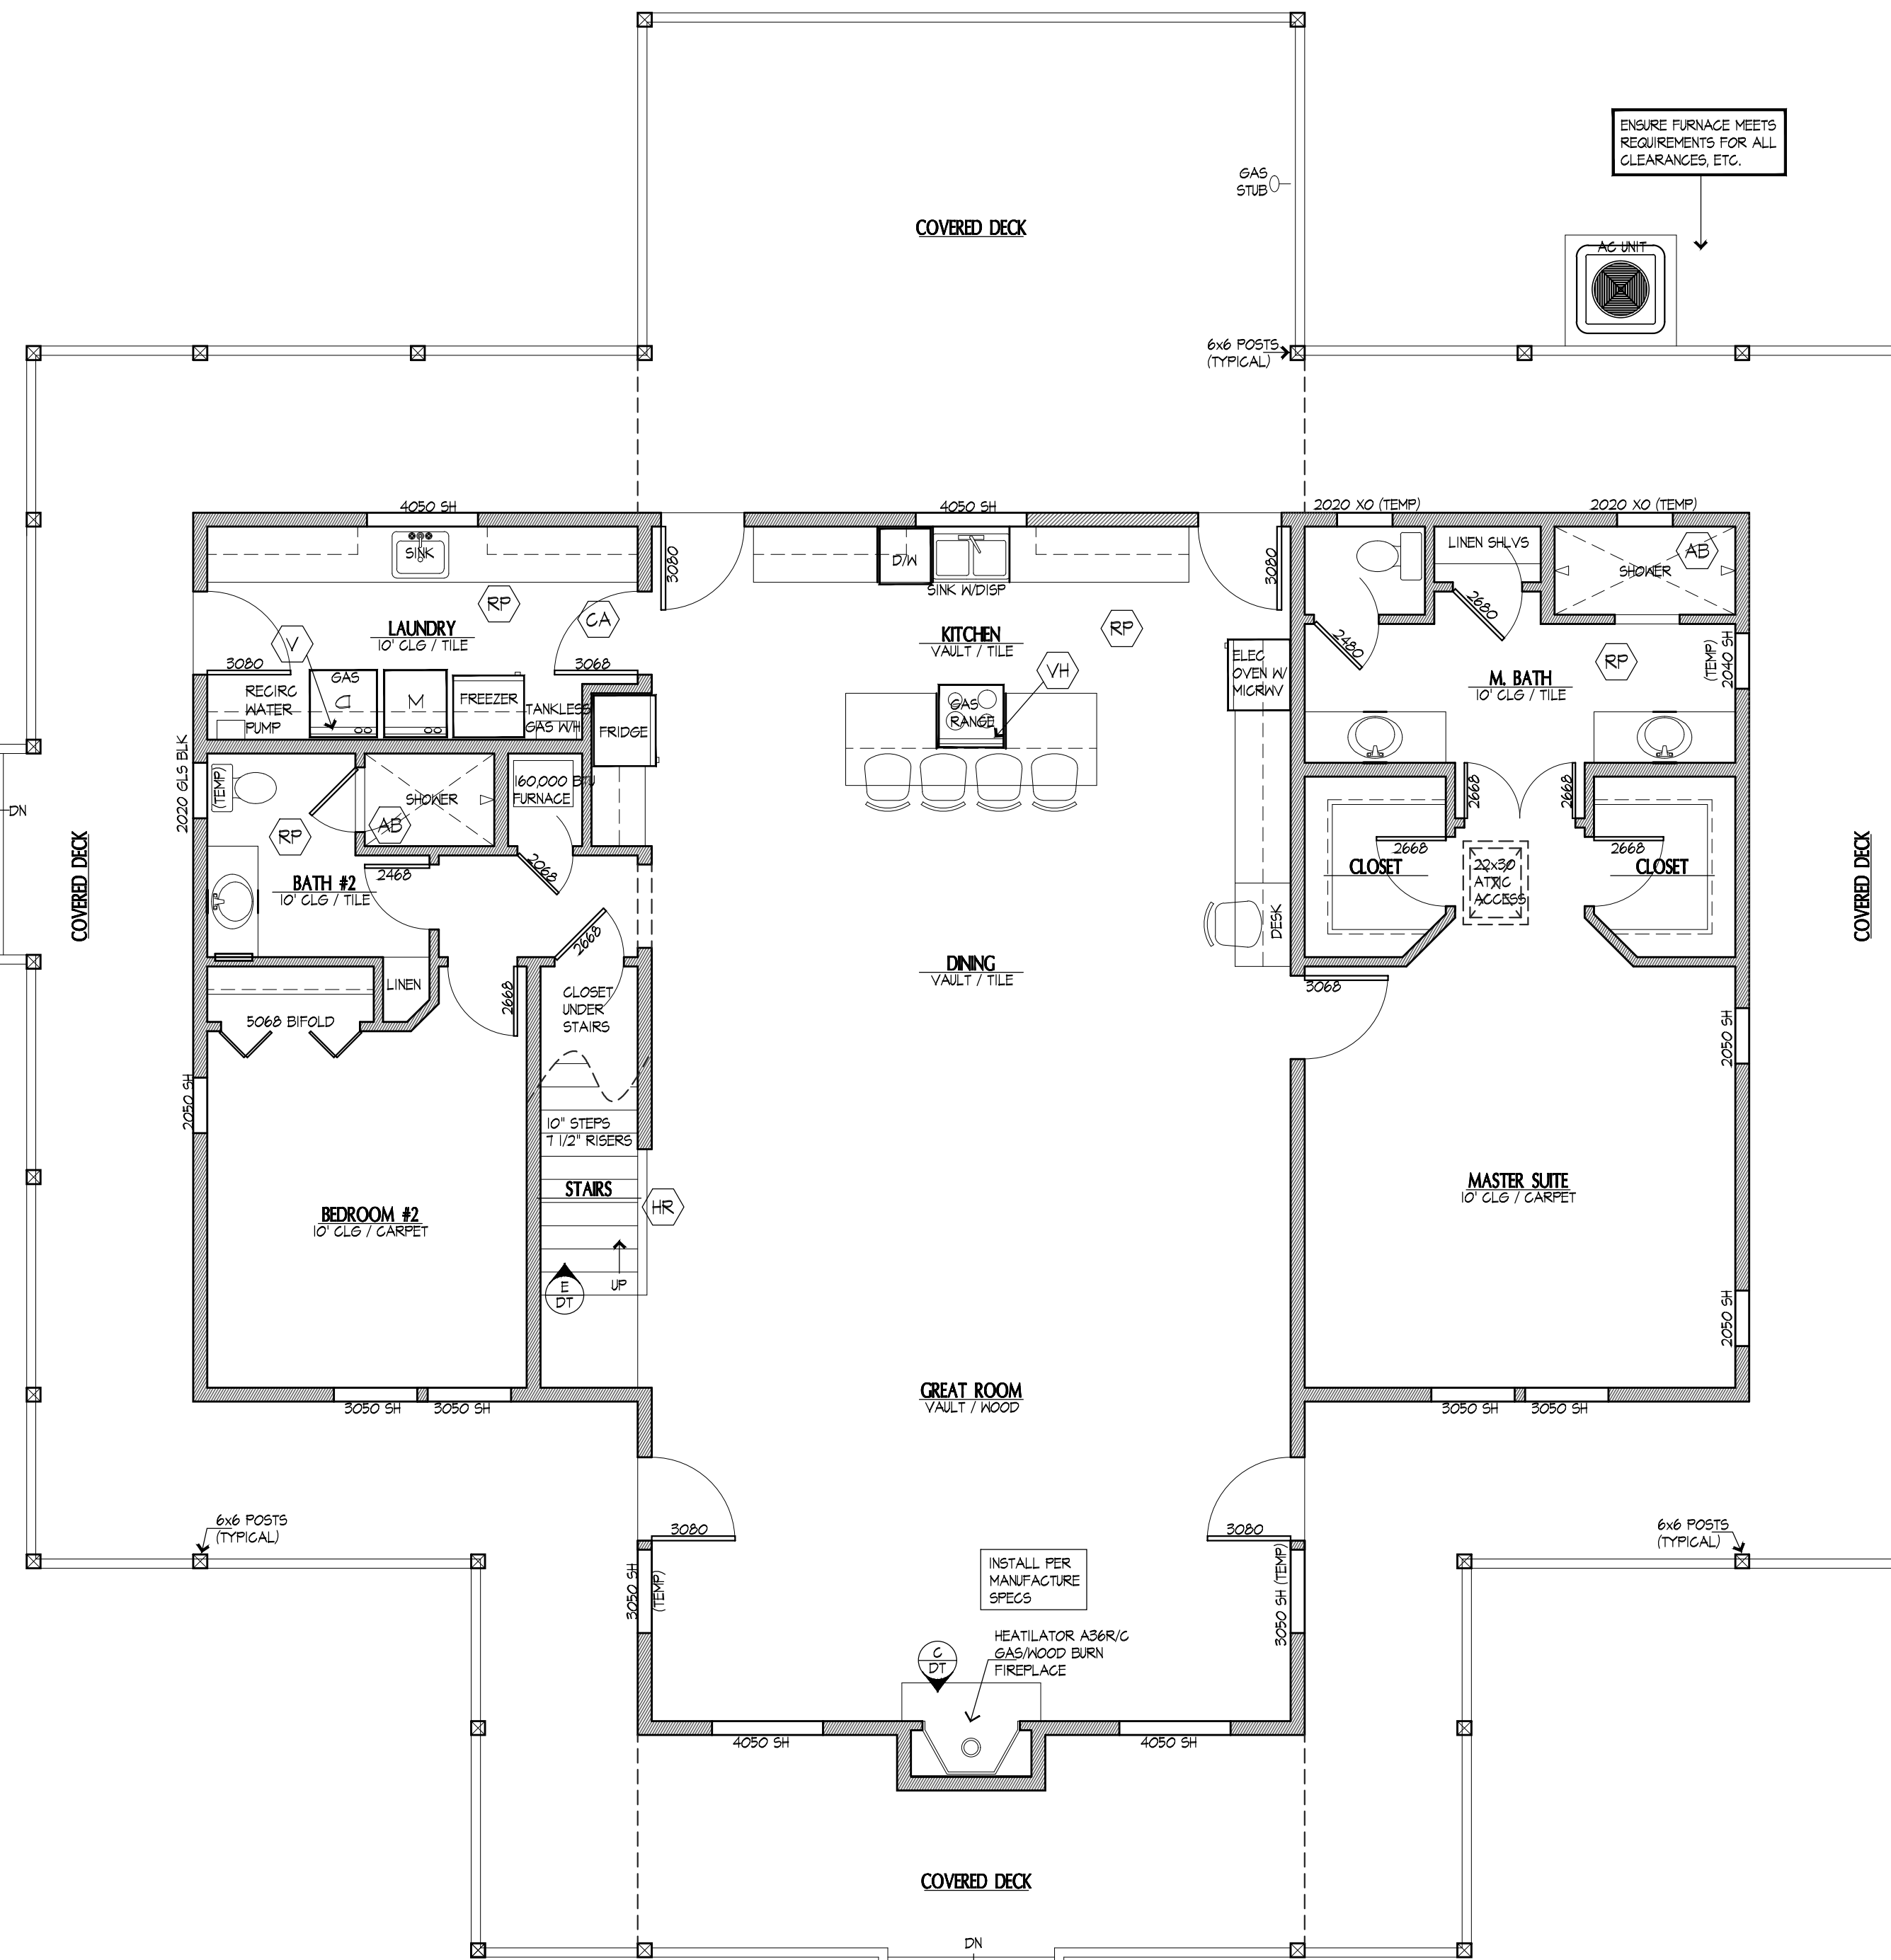 ENSURE FURNACE MEETS
REQUIREMENTS FOR ALL
CLEARANCES, ETC.
GAS
STUB
COVERED DECK
AC UNIT
6x6 POSTS
(TYPICAL)
4050 SH
4050 SH
2020 XO (TEMP)
2020 XO (TEMP)
SINK
3080
D/W
SINK W/DISP
3080
LINEN SHLVS
AB
SHOWER
RP
CA
2680
V
LAUNDRY
10' CLG / TILE
KITCHEN
VAULT / TILE
RP
2480
3080
3068
VH
ELEC
OVEN W/
MICRWV
RP
(TEMP)
2040 SH
M. BATH
10' CLG / TILE
RECIRC
WATER
PUMP
GAS
D
M
FREEZER
TANKLESS
GAS W/H
FRIDGE
GAS
RANGE
2020 GLS BLK
(TEMP)
SHOWER
160,000 BTU
FURNACE
2668
2668
DN
RP
AB
COVERED DECK
2468
2068
BATH #2
10' CLG / TILE
2668
2668
CLOSET
22x30
ATTIC
ACCESS
CLOSET
COVERED DECK
DESK
2668
DINING
VAULT / TILE
LINEN
2668
CLOSET
UNDER
STAIRS
3068
5068 BIFOLD
2050 SH
2050 SH
10" STEPS
7 1/2" RISERS
STAIRS
HR
MASTER SUITE
10' CLG / CARPET
BEDROOM #2
10' CLG / CARPET
UP
E
DT
2050 SH
GREAT ROOM
VAULT / WOOD
3050 SH
3050 SH
3050 SH
3050 SH
6x6 POSTS
(TYPICAL)
3080
3080
6x6 POSTS
(TYPICAL)
3050 SH
(TEMP)
INSTALL PER
MANUFACTURE
SPECS
3050 SH (TEMP)
HEATILATOR A36R/C
GAS/WOOD BURN
FIREPLACE
C
DT
4050 SH
4050 SH
COVERED DECK
DN